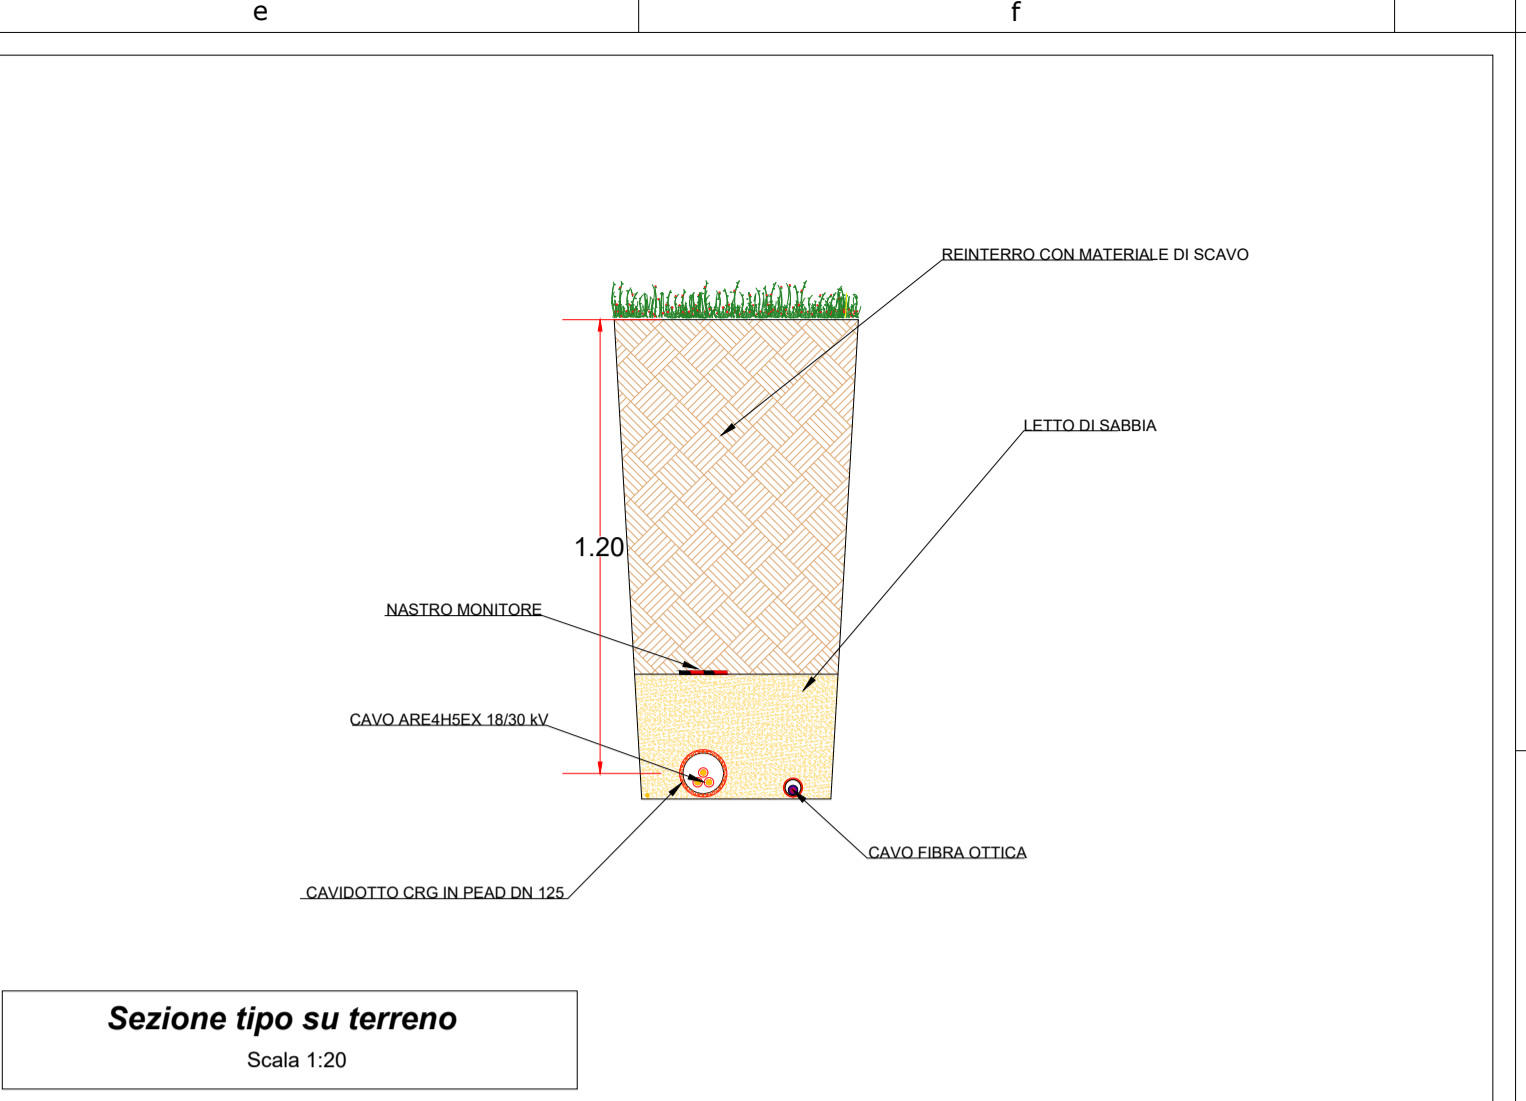 e
f
REINTERRO CON MATERIALE DI SCAVO
LETTO DI SABBIA
1.20
NASTRO MONITORE
CAVO ARE4H5EX 18/30 kV
CAVO FIBRA OTTICA
CAVIDOTTO CRG IN PEAD DN 125
Sezione tipo su terreno
Scala 1:20